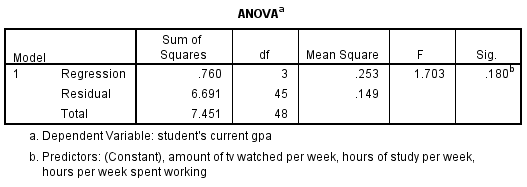 ANOVAa
Model Sum of Squares df Mean Square F Sig.
1 Regression .760 3 .253 1.703 .180b
Residual 6.691 45 .149
Total 7.451 48
a. Dependent Variable: student's current gpa
b. Predictors: (Constant), amount of tv watched per week, hours of study per week,
hours per week spent working